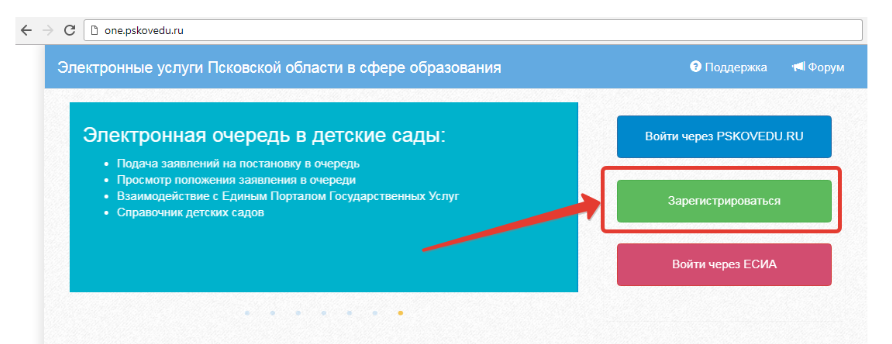 one.pskovedu.ru
Электронные услуги Псковской области в сфере образования
Поддержка
Форум
Электронная очередь в детские сады:
Подача заявлений на постановку в очередь
Просмотр положения заявления в очереди
Взаимодействие с Единым Порталом Государственных Услуг
Справочник детских садов
Войти через PSKOVEDU.RU
Зарегистрироваться
Войти через ЕСИА